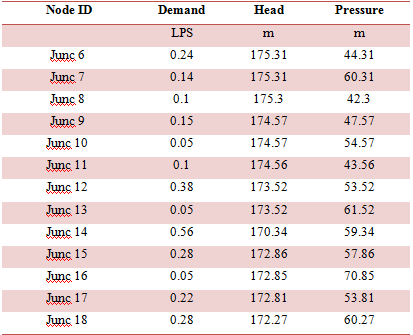 Node ID Demand Head Pressure
LPS m m
Junc 6 0.24 175.31 44.31
Junc 7 0.14 175.31 60.31
Junc 8 0.1 175.3 42.3
Junc 9 0.15 174.57 47.57
Junc 10 0.05 174.57 54.57
Junc 11 0.1 174.56 43.56
Junc 12 0.38 173.52 53.52
Junc 13 0.05 173.52 61.52
Junc 14 0.56 170.34 59.34
Junc 15 0.28 172.86 57.86
Junc 16 0.05 172.85 70.85
Junc 17 0.22 172.81 53.81
Junc 18 0.28 172.27 60.27